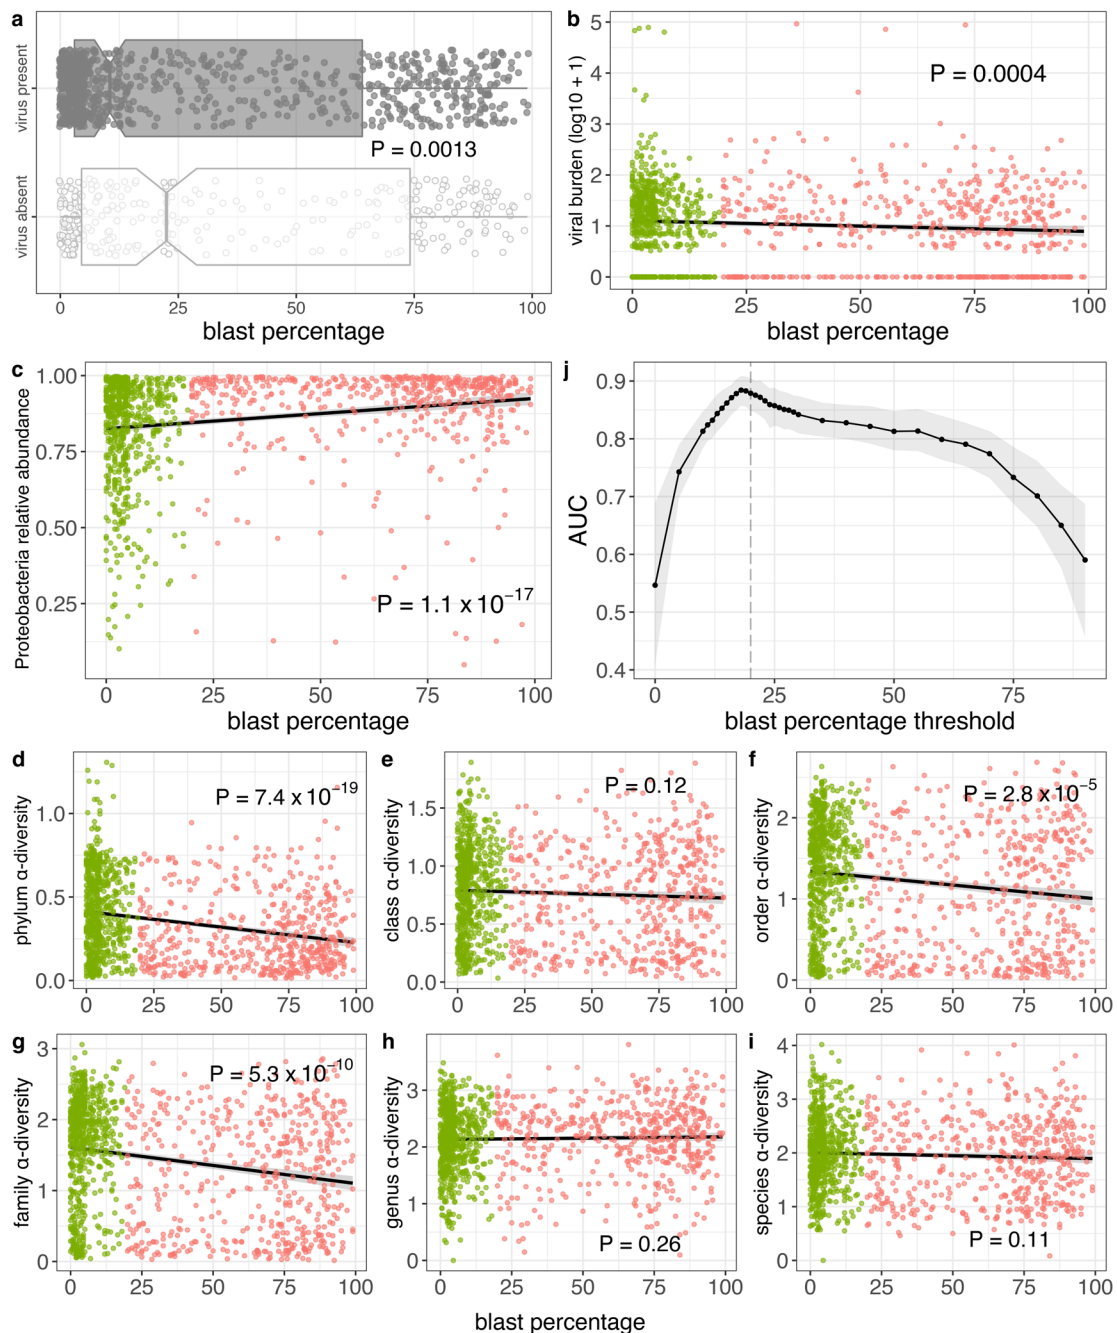 a
virus present
virus absent
P = 0.0013
0 25 50 75 100
blast percentage
b
viral burden (log10 + 1)
5
4
3
2
1
0
P = 0.0004
0 25 50 75 100
blast percentage
c
Proteobacteria relative abundance
1.00
0.75
0.50
0.25
P = 1.1 x 10⁻¹⁷
0 25 50 75 100
blast percentage
j
AUC
0.9
0.8
0.7
0.6
0.5
0.4
0 25 50 75
blast percentage threshold
d
phylum α-diversity
1.0
0.5
0.0
P = 7.4 x 10⁻¹⁹
0 25 50 75 100
e
class α-diversity
1.5
1.0
0.5
0.0
P = 0.12
0 25 50 75 100
f
order α-diversity
2
1
0
P = 2.8 x 10⁻⁵
0 25 50 75 100
g
family α-diversity
3
2
1
0
P = 5.3 x 10⁻¹⁰
0 25 50 75 100
h
genus α-diversity
3
2
1
0
P = 0.26
0 25 50 75 100
i
species α-diversity
4
3
2
1
0
P = 0.11
0 25 50 75 100
blast percentage